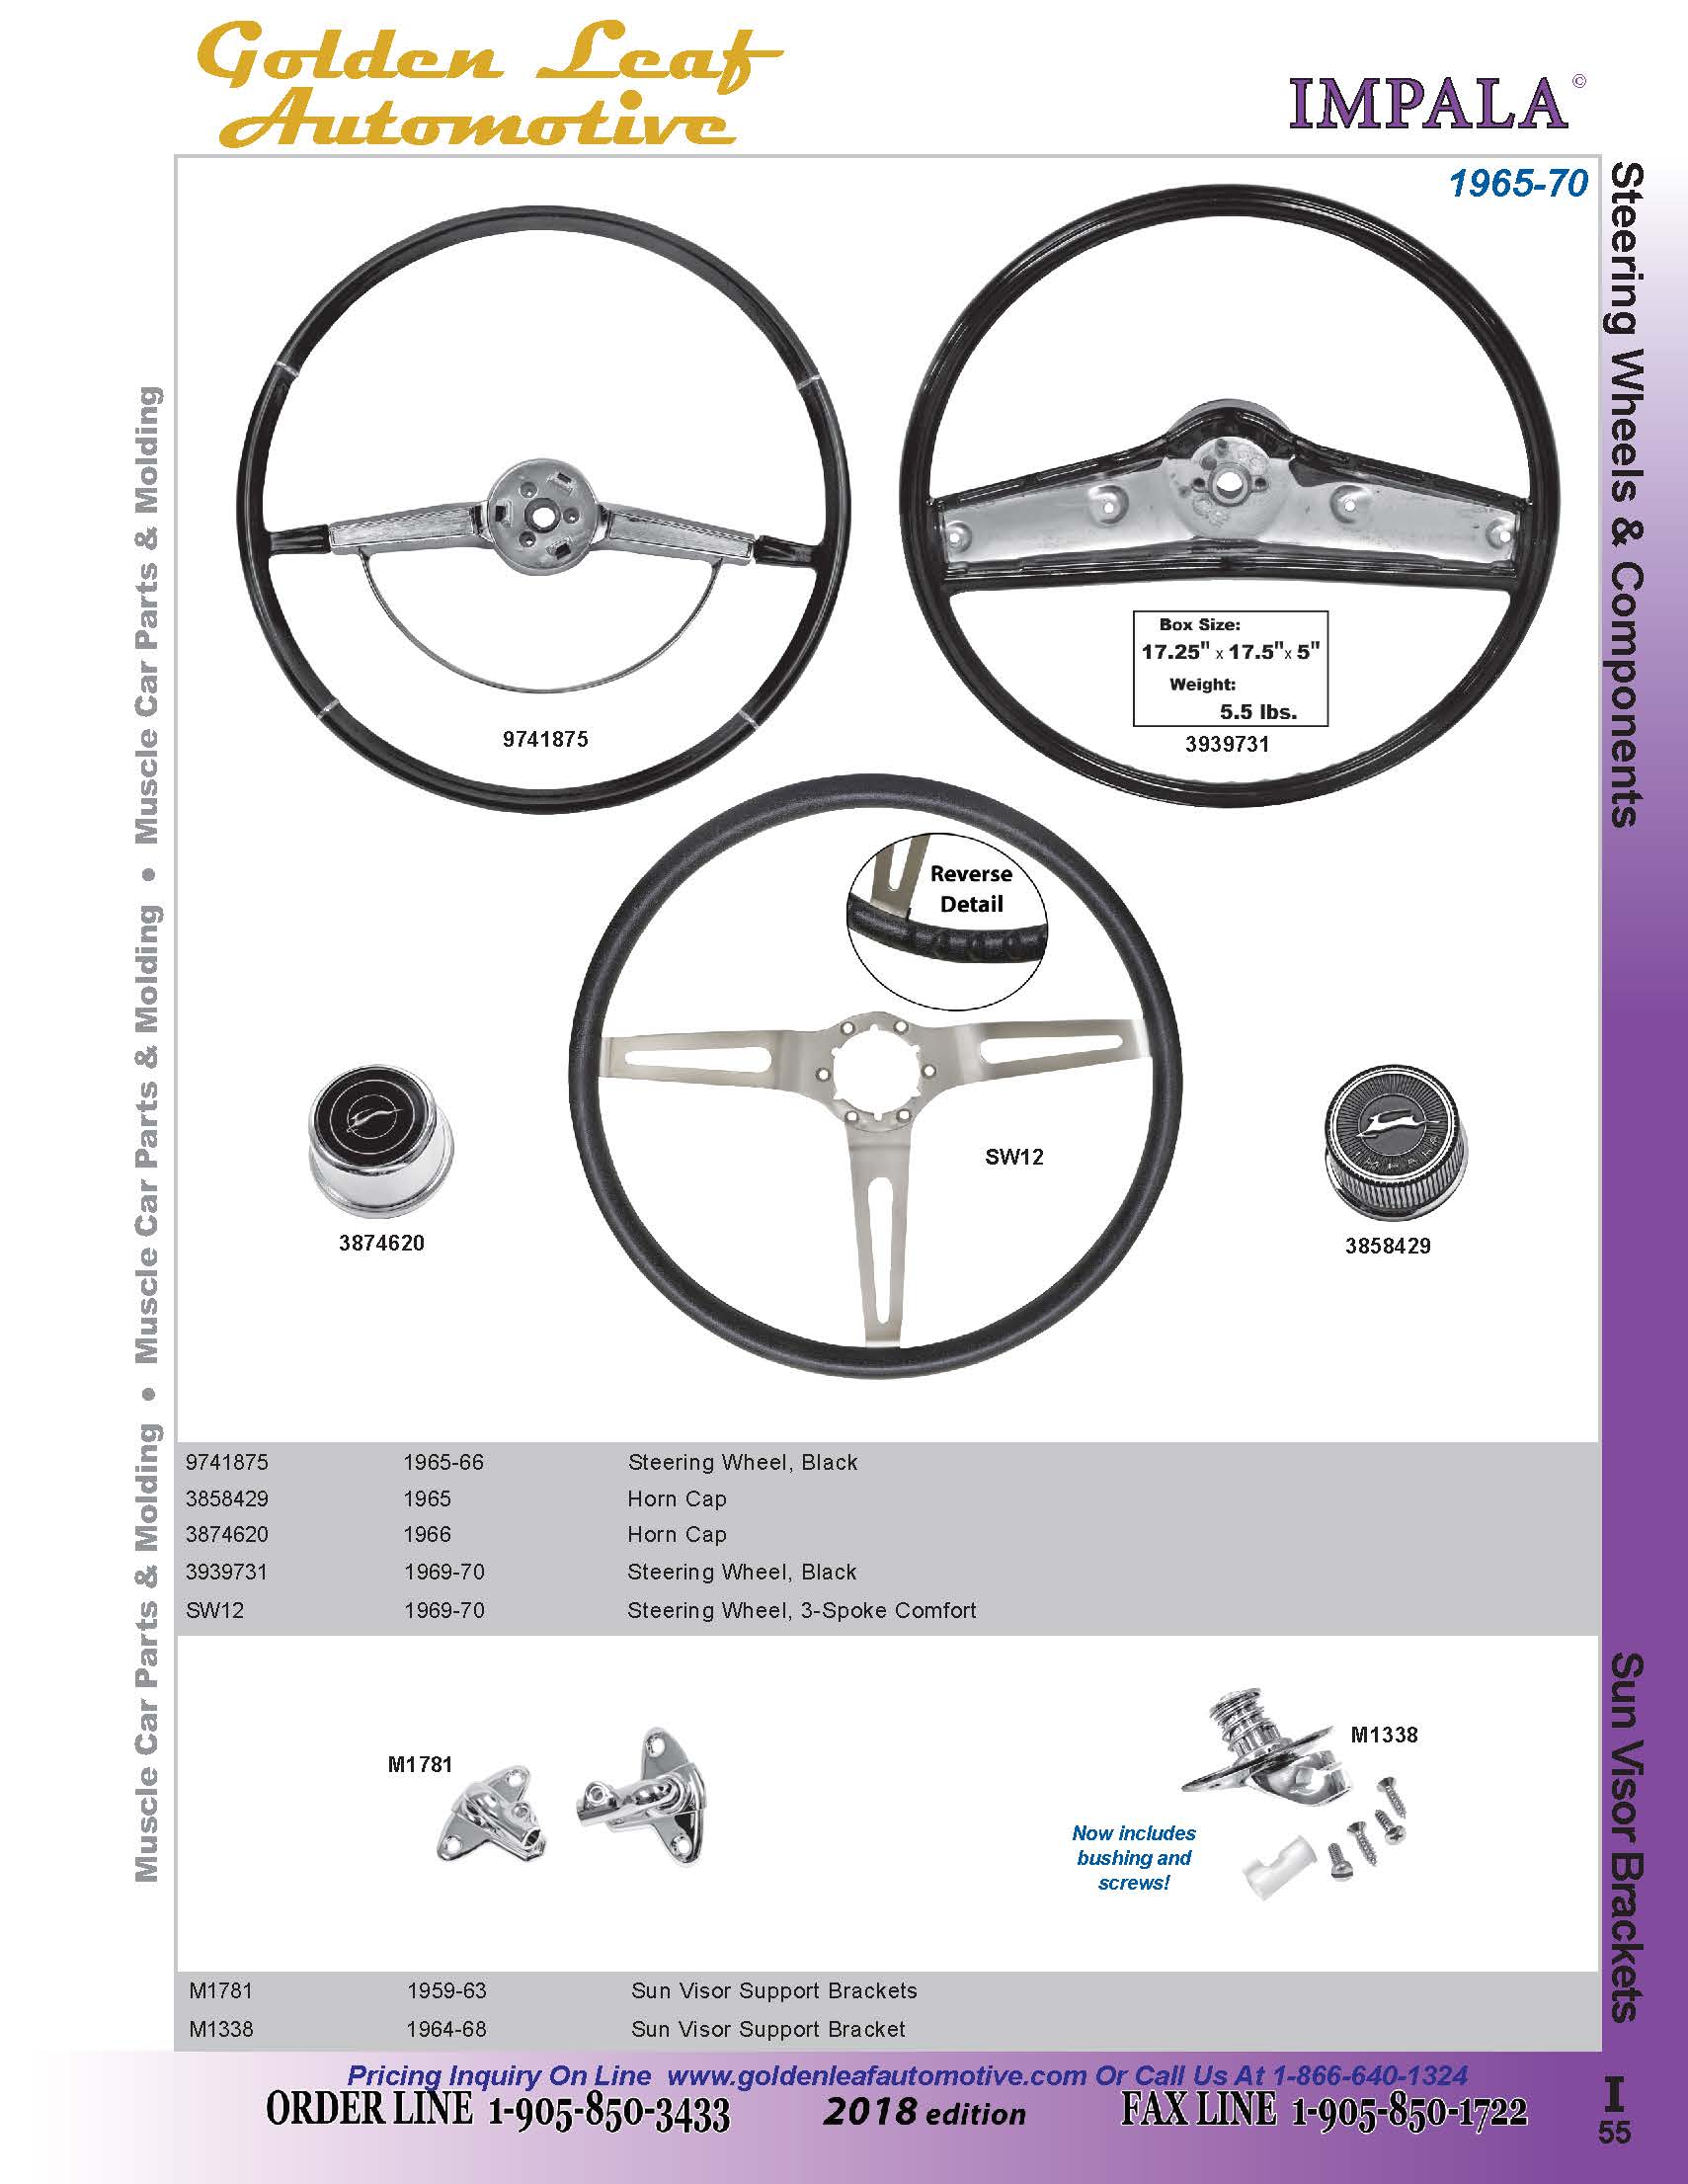 Golden Leaf
Automotive
IMPALA©
1965-70
Steering Wheels & Components
Muscle Car Parts & Molding • Muscle Car Parts & Molding • Muscle Car Parts & Molding
Box Size:
17.25" x 17.5"x 5"
Weight:
5.5 lbs.
9741875
3939731
Reverse
Detail
SW12
IMPALA
3874620
3858429
9741875 1965-66 Steering Wheel, Black
3858429 1965 Horn Cap
3874620 1966 Horn Cap
3939731 1969-70 Steering Wheel, Black
SW12 1969-70 Steering Wheel, 3-Spoke Comfort
Sun Visor Brackets
M1781
M1338
Now includes
bushing and
screws!
M1781 1959-63 Sun Visor Support Brackets
M1338 1964-68 Sun Visor Support Bracket
Pricing Inquiry On Line www.goldenleafautomotive.com Or Call Us At 1-866-640-1324
ORDER LINE 1-905-850-3433 2018 edition FAX LINE 1-905-850-1722
I
55